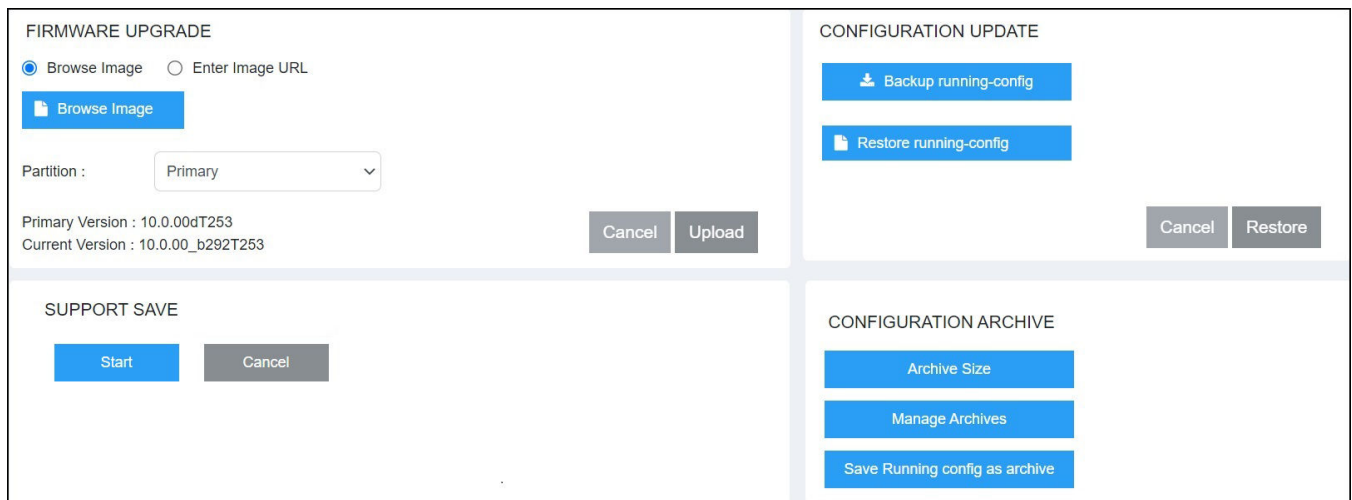 FIRMWARE UPGRADE
Browse Image Enter Image URL
Browse Image
Partition : Primary
Primary Version : 10.0.00dT253
Current Version : 10.0.00_b292T253
Cancel Upload
CONFIGURATION UPDATE
Backup running-config
Restore running-config
Cancel Restore
SUPPORT SAVE
Start Cancel
CONFIGURATION ARCHIVE
Archive Size
Manage Archives
Save Running config as archive